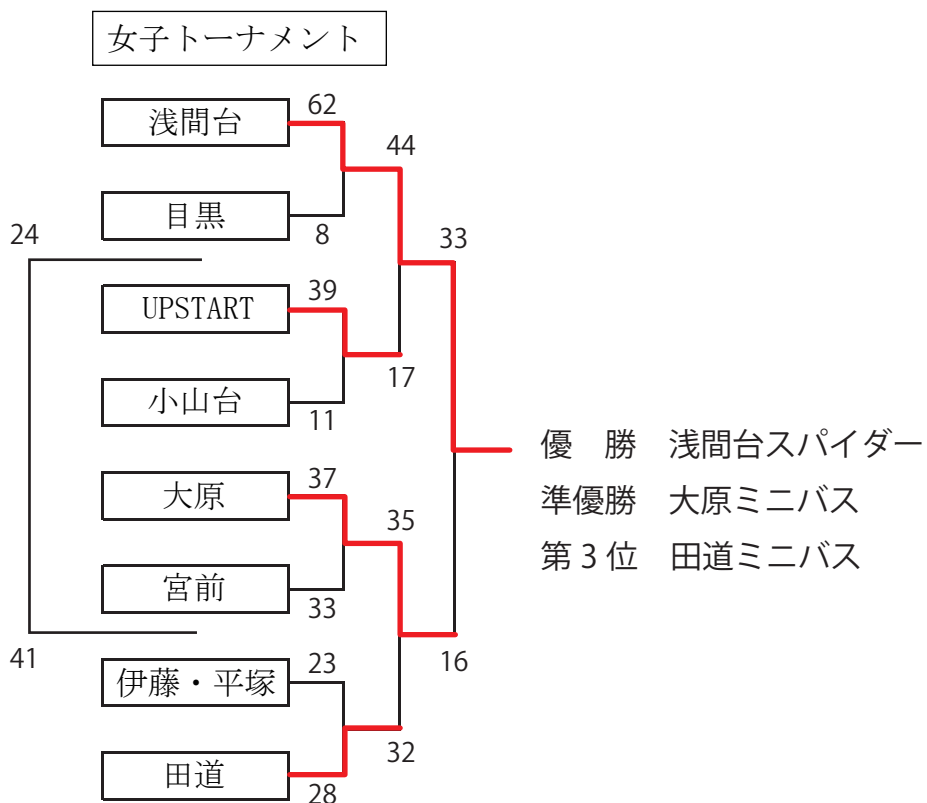 女子トーナメント
浅間台
62
44
目黒
8
24
33
UPSTART
39
17
小山台
11
優　勝　浅間台スパイダー
大原
37
準優勝　大原ミニバス
35
第3位　田道ミニバス
宮前
33
41
伊藤・平塚
23
16
32
田道
28